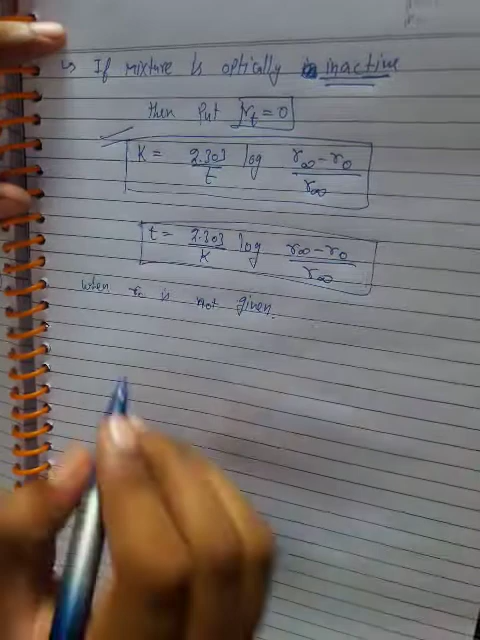 ↳ If mixture is optically inactive
then Put r_t = 0
K = 2.303/t log r∞ - r0/r∞
t = 2.303/K log r∞ - r0/r∞
when is not given.